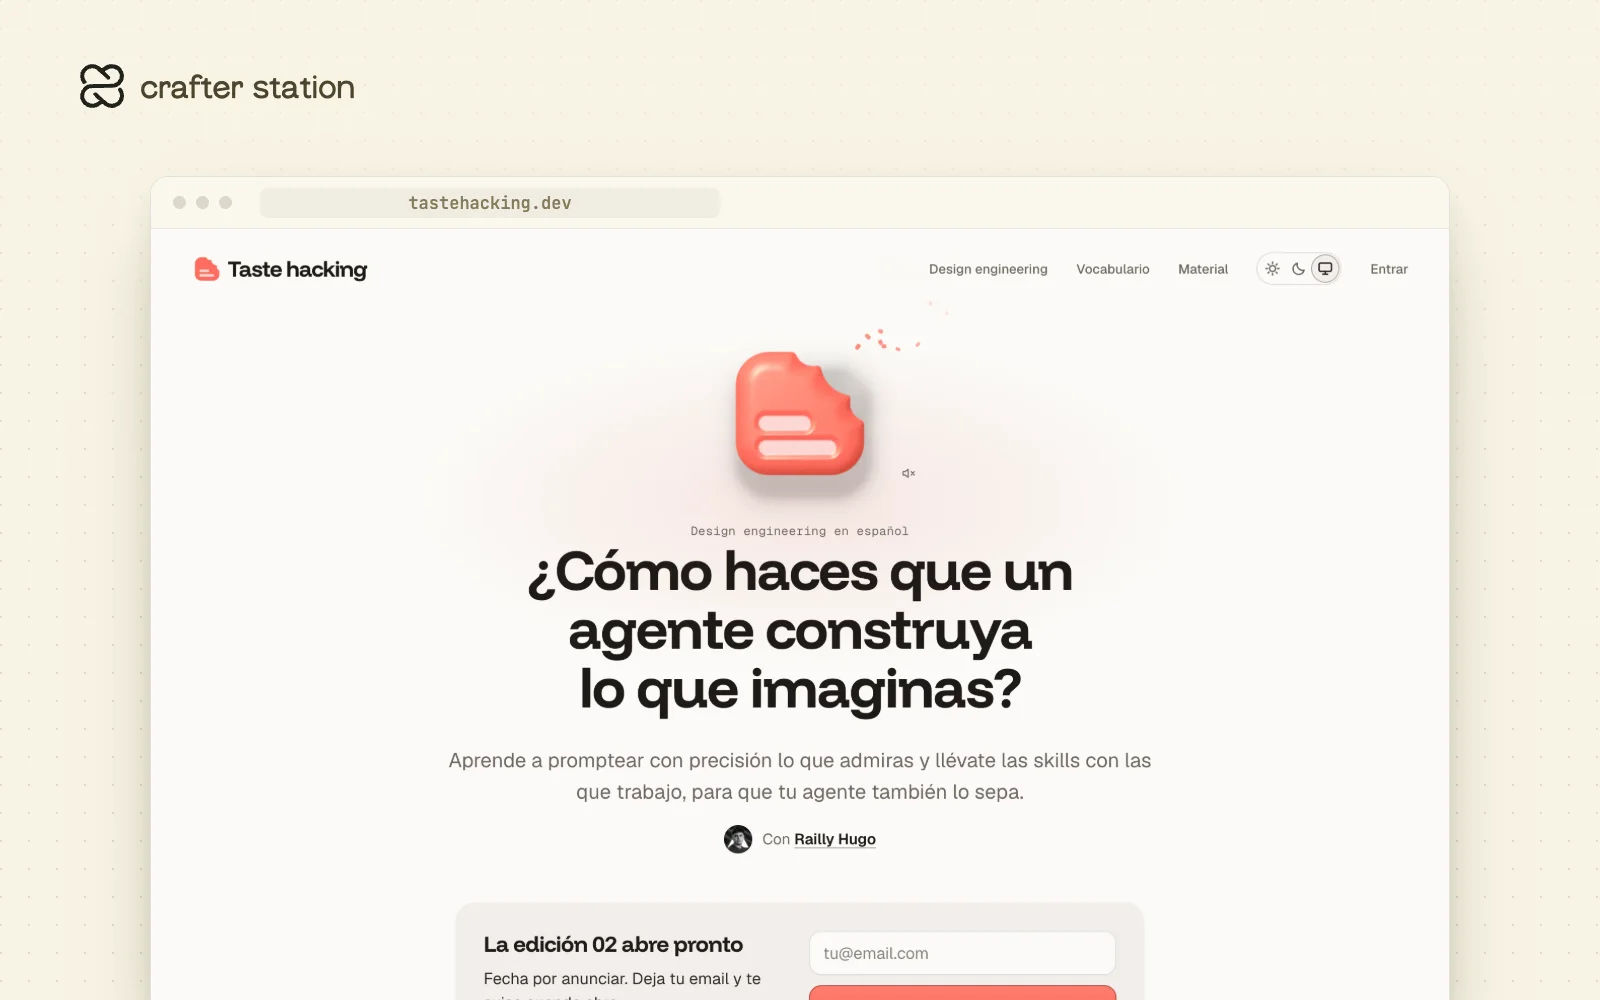 crafter station
tastehacking.dev
Taste hacking
Design engineering
Vocabulario
Material
Entrar
Design engineering en español
¿Cómo haces que un
agente construya
lo que imaginas?
Aprende a promptear con precisión lo que admiras y llévate las skills con las
que trabajo, para que tu agente también lo sepa.
Con Railly Hugo
La edición 02 abre pronto
Fecha por anunciar. Deja tu email y te
tu@email.com